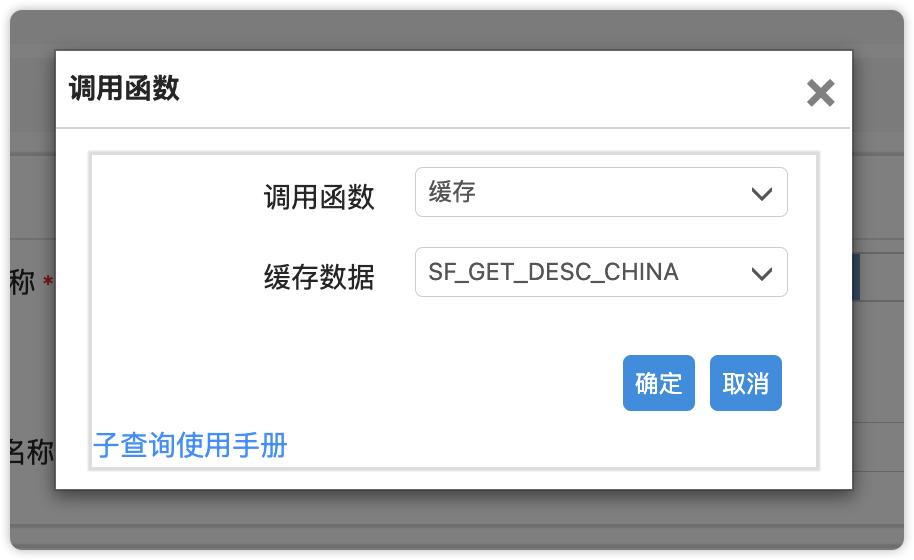 调用函数
调用函数 缓存
缓存数据 SF_GET_DESC_CHINA
称 *
确定 取消
子查询使用手册
名称